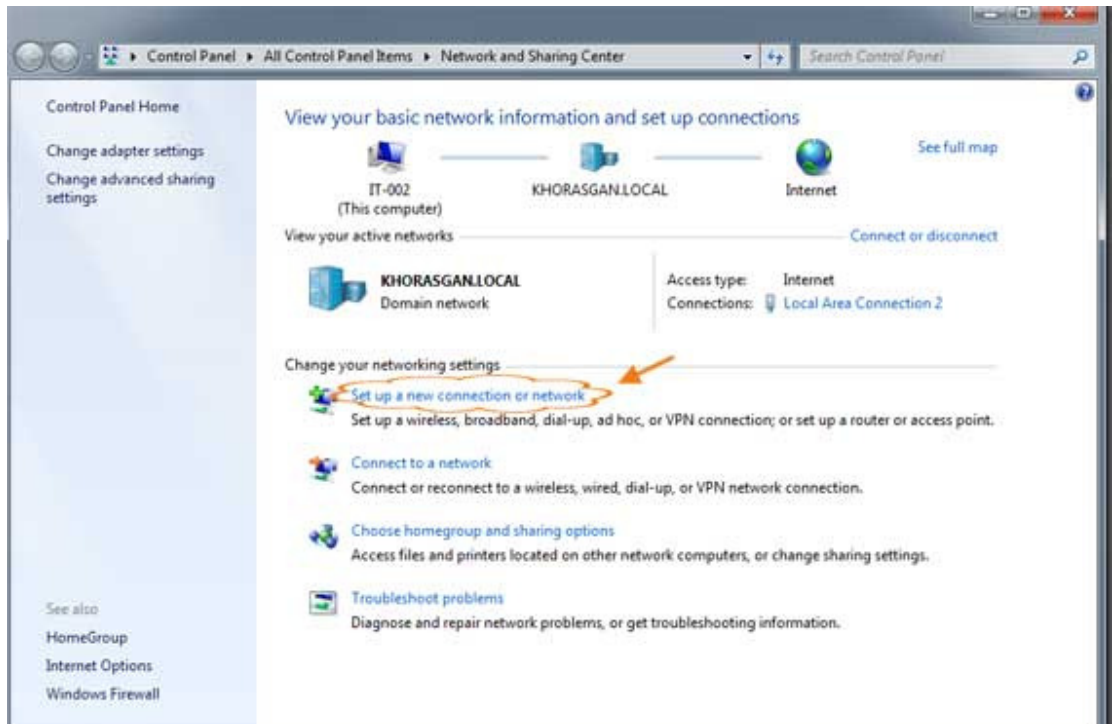 Control Panel ▸ All Control Panel Items ▸ Network and Sharing Center
Search Control Panel
Control Panel Home
Change adapter settings
Change advanced sharing
settings
See also
HomeGroup
Internet Options
Windows Firewall
View your basic network information and set up connections
See full map
IT-002
(This computer)
KHORASGAN.LOCAL
Internet
View your active networks
Connect or disconnect
KHORASGAN.LOCAL
Domain network
Access type: Internet
Connections: Local Area Connection 2
Change your networking settings
Set up a new connection or network
Set up a wireless, broadband, dial-up, ad hoc, or VPN connection; or set up a router or access point.
Connect to a network
Connect or reconnect to a wireless, wired, dial-up, or VPN network connection.
Choose homegroup and sharing options
Access files and printers located on other network computers, or change sharing settings.
Troubleshoot problems
Diagnose and repair network problems, or get troubleshooting information.